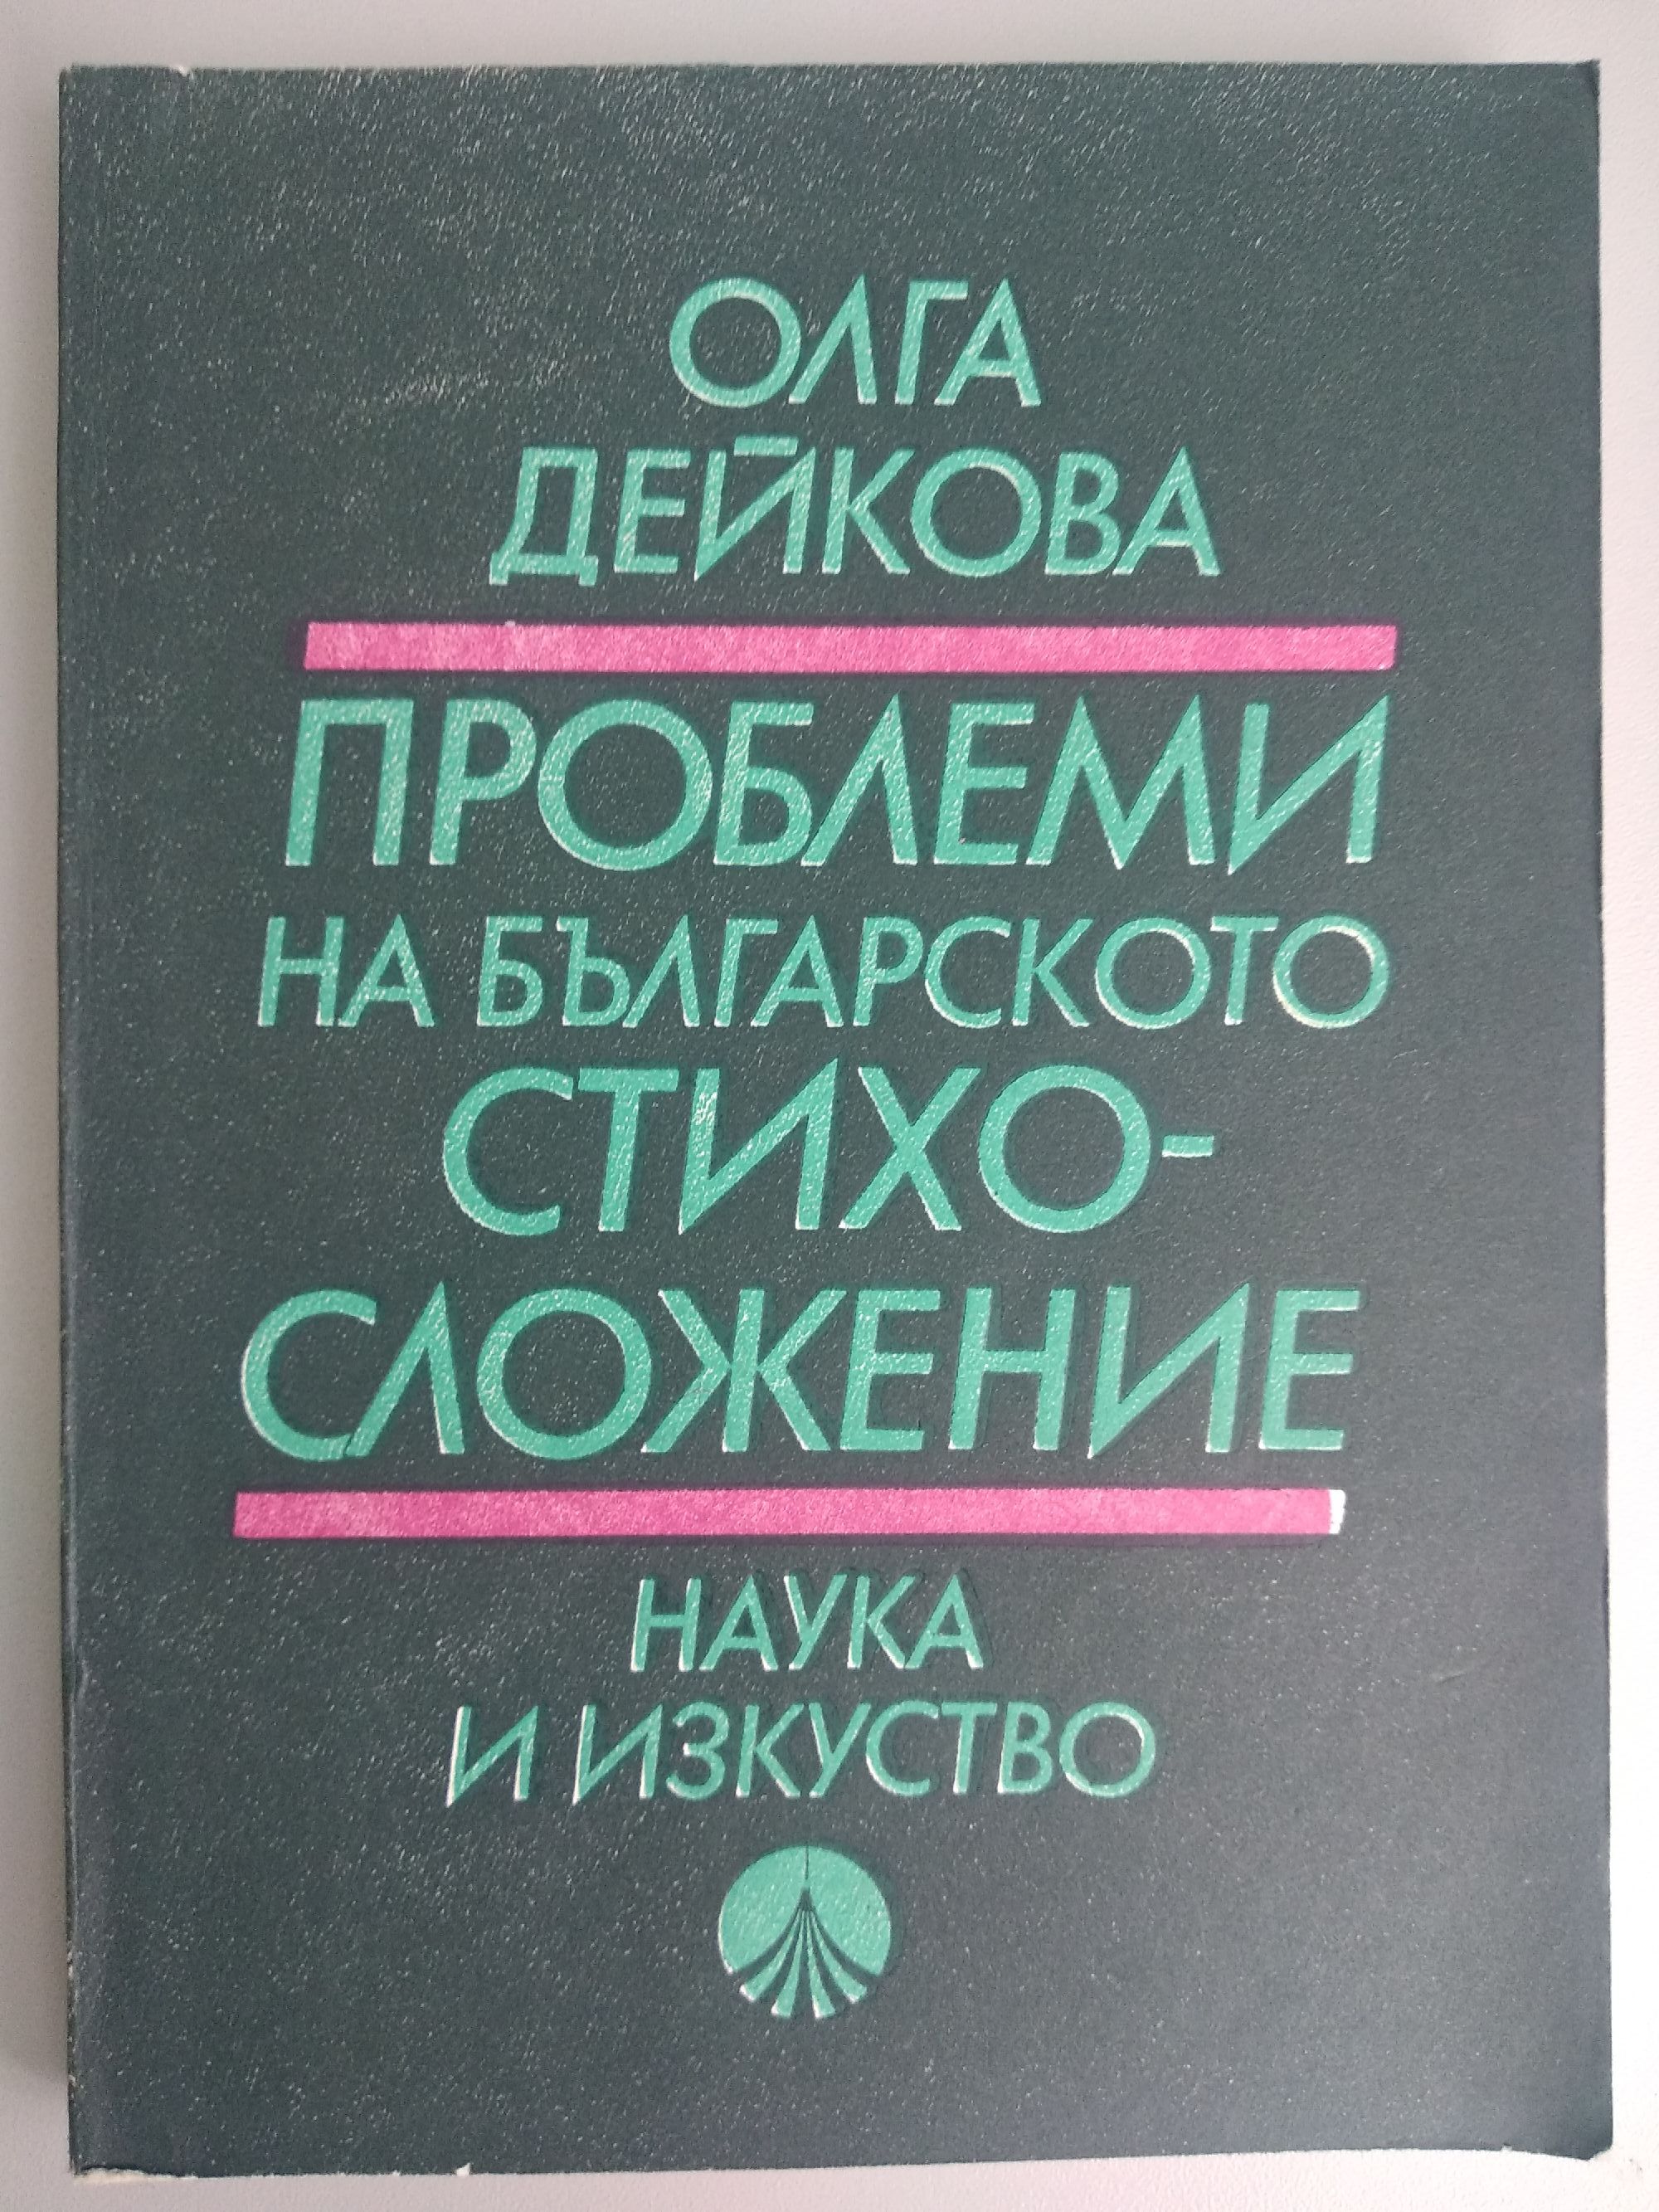 ОЛГА
ДЕЙКОВА
ПРОБЛЕМИ
НА БЪЛГАРСКОТО
СТИХО-
СЛОЖЕНИЕ
НАУКА
И ИЗКУСТВО